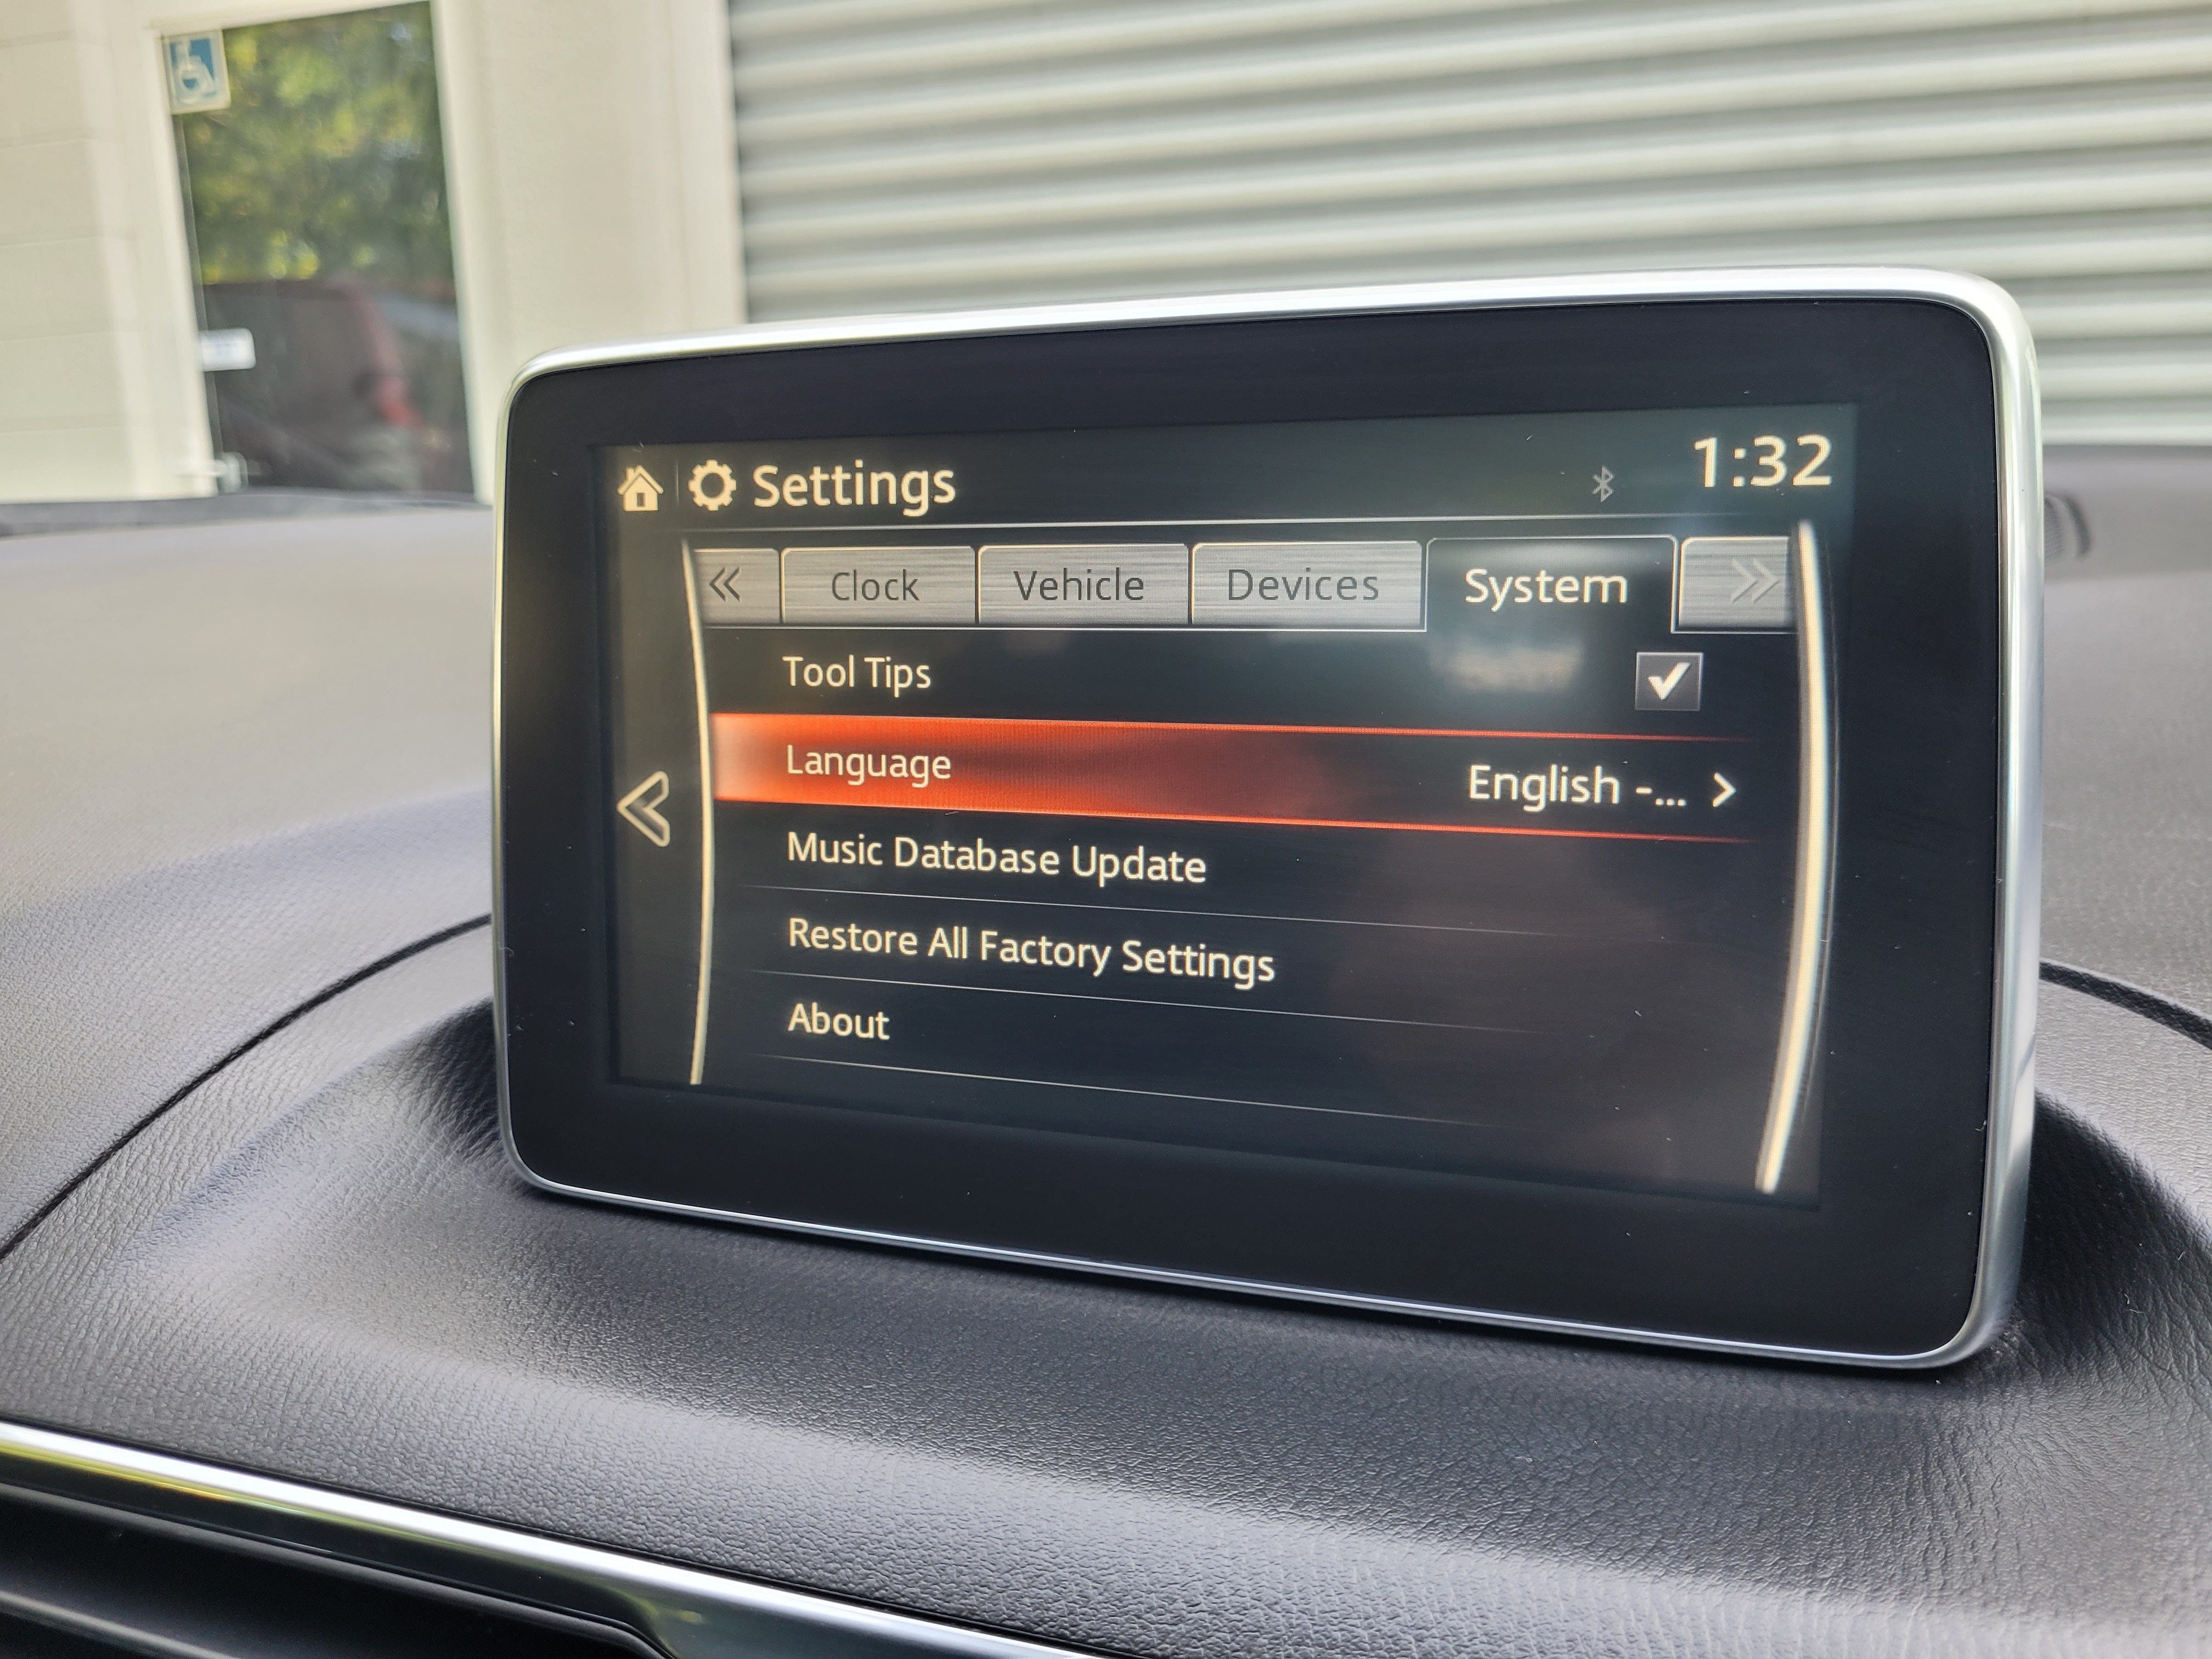 Settings
1:32
Clock Vehicle Devices System
Tool Tips
Language English -...
Music Database Update
Restore All Factory Settings
About